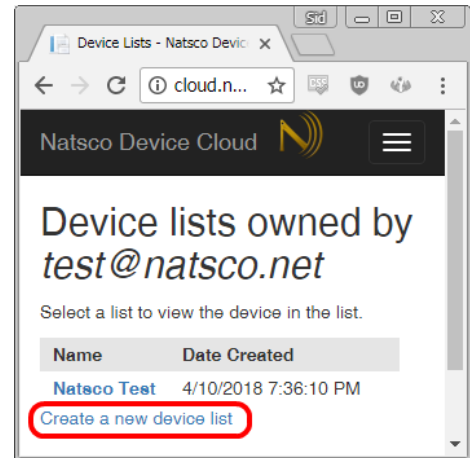 Sid
Device Lists - Natsco Devic
cloud.n...
CSS
Natsco Device Cloud
Device lists owned by
test@natsco.net
Select a list to view the device in the list.
Name Date Created
Natsco Test 4/10/2018 7:36:10 PM
Create a new device list